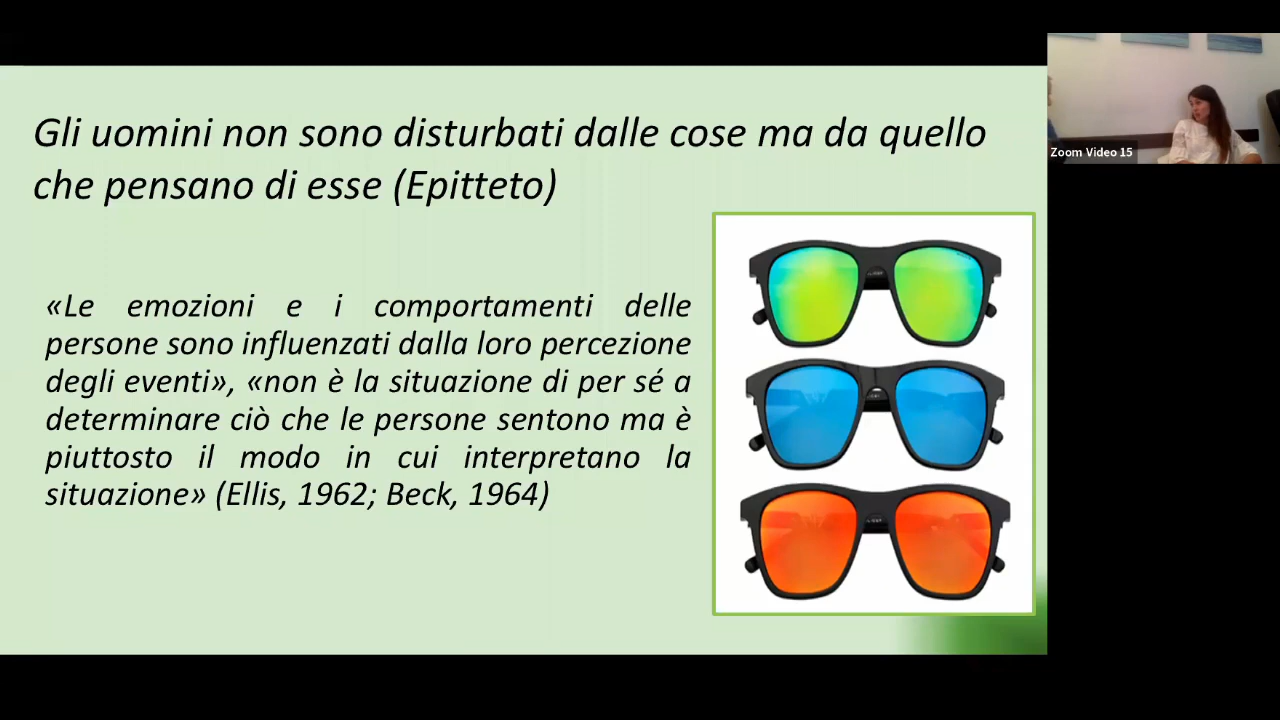 Gli uomini non sono disturbati dalle cose ma da quello
che pensano di esse (Epitteto)
«Le emozioni e i comportamenti delle
persone sono influenzati dalla loro percezione
degli eventi», «non è la situazione di per sé a
determinare ciò che le persone sentono ma è
piuttosto il modo in cui interpretano la
situazione» (Ellis, 1962; Beck, 1964)
Zoom Video 15